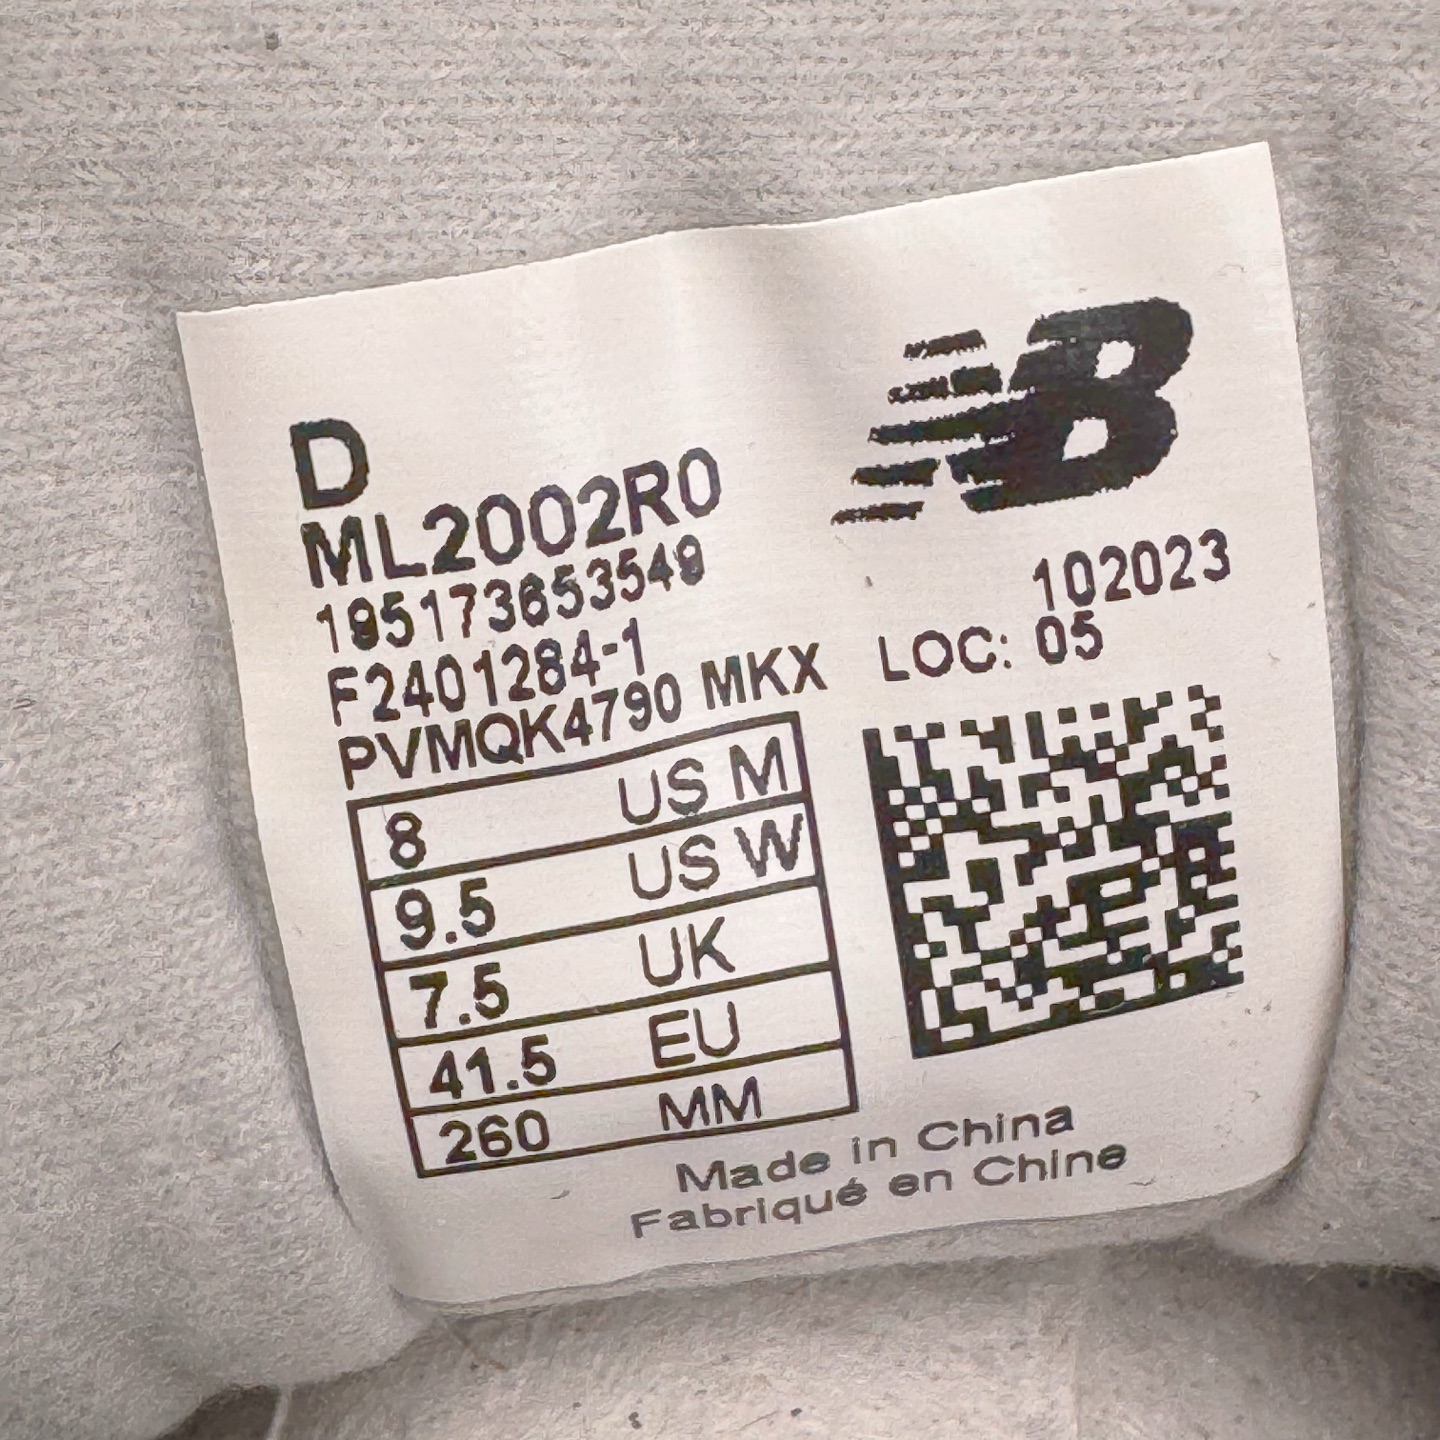 NB
D
ML2002R0
195173653549
F2401284-1
PVMQK4790 MKX
102023
LOC: 05
8 US M
9.5 US W
7.5 UK
41.5 EU
260 MM
Made in China
Fabriqué en Chine